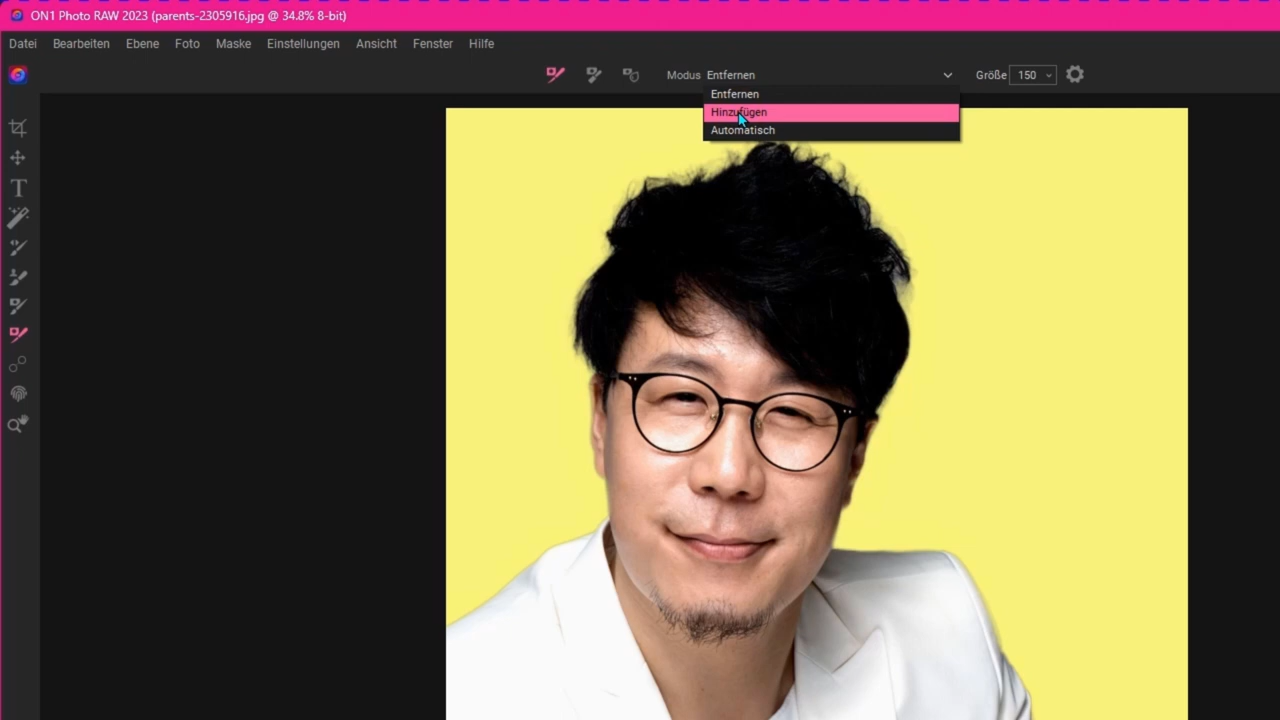 ON1 Photo RAW 2023 (parents-2305916.jpg @ 34.8% 8-bit)
Datei Bearbeiten Ebene Foto Maske Einstellungen Ansicht Fenster Hilfe
Modus Entfernen Größe 150
Entfernen
Hinzufügen
Automatisch
T